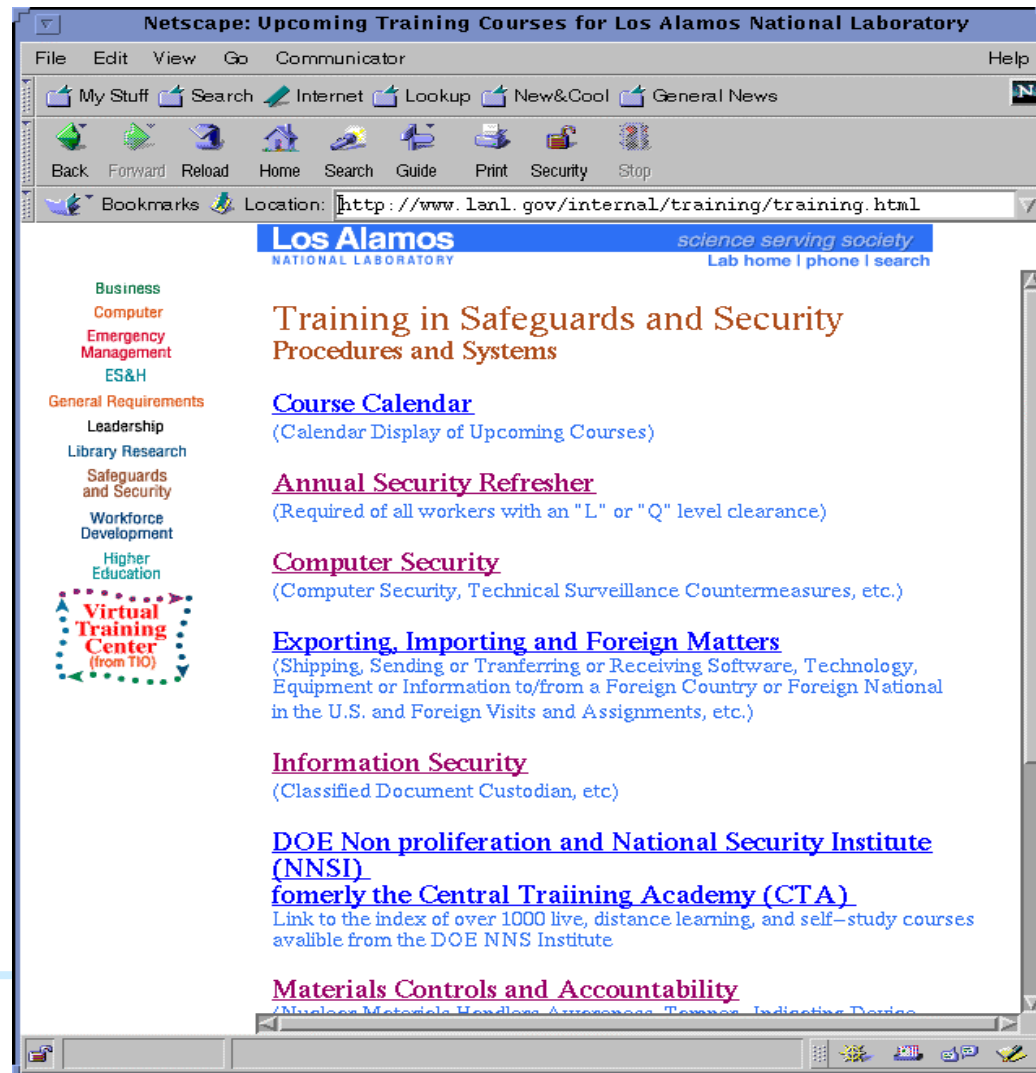 Netscape: Upcoming Training Courses for Los Alamos National Laboratory
File Edit View Go Communicator Help
My Stuff Search Internet Lookup New&Cool General News
N
Back Forward Reload Home Search Guide Print Security Stop
Bookmarks Location: http://www.lanl.gov/internal/training/training.html
Los Alamos science serving society
NATIONAL LABORATORY Lab home | phone | search
Business
Computer
Emergency
Management
ES&H
General Requirements
Leadership
Library Research
Safeguards
and Security
Workforce
Development
Higher
Education
Virtual
Training
Center
(from TIO)
Training in Safeguards and Security
Procedures and Systems
Course Calendar
(Calendar Display of Upcoming Courses)
Annual Security Refresher
(Required of all workers with an "L" or "Q" level clearance)
Computer Security
(Computer Security, Technical Surveillance Countermeasures, etc.)
Exporting, Importing and Foreign Matters
(Shipping, Sending or Tranferring or Receiving Software, Technology,
Equipment or Information to/from a Foreign Country or Foreign National
in the U.S. and Foreign Visits and Assignments, etc.)
Information Security
(Classified Document Custodian, etc)
DOE Non proliferation and National Security Institute
(NNSI)
fomerly the Central Traiining Academy (CTA)
Link to the index of over 1000 live, distance learning, and self-study courses
avalible from the DOE NNS Institute
Materials Controls and Accountability
(Nuclear Materials Handlers Awareness, Tamper-Indicating Device